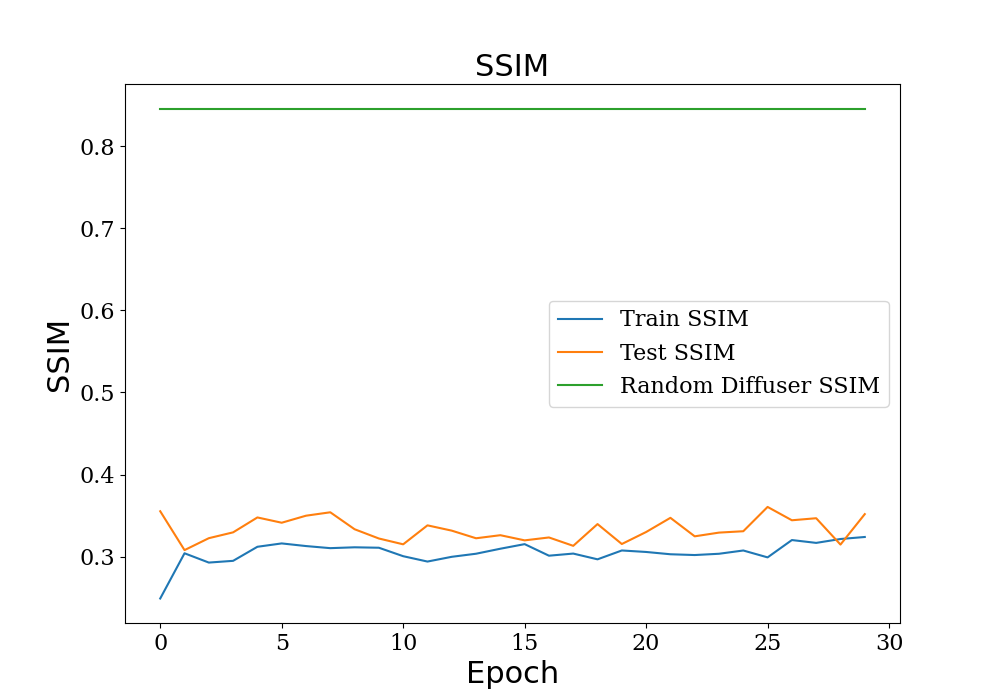 SSIM
0.8
0.7
0.6
0.5
0.4
0.3
SSIM
Train SSIM
Test SSIM
Random Diffuser SSIM
0 5 10 15 20 25 30
Epoch